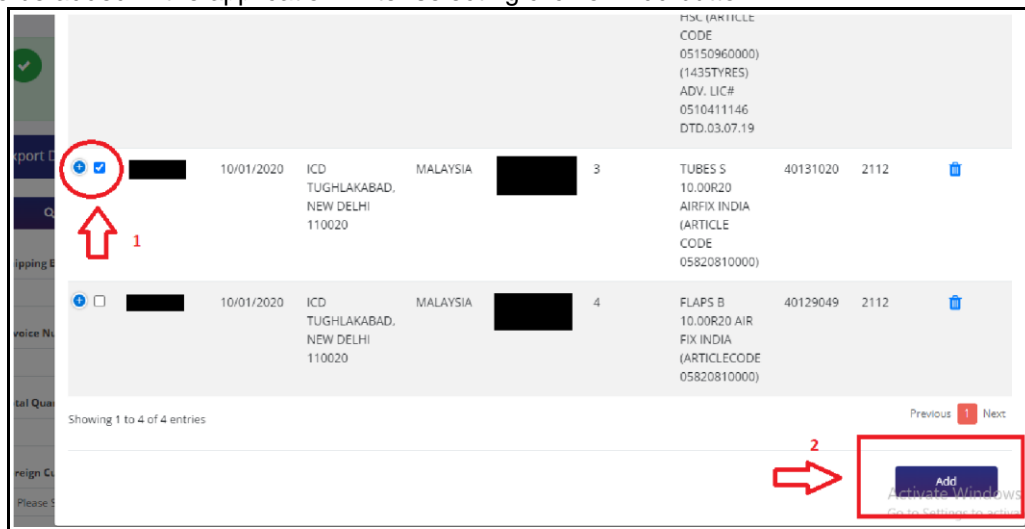 HSC (ARTICLE
CODE
05150960000)
(1435TYRES)
ADV. LIC#
0510411146
DTD.03.07.19
xport D
10/01/2020 ICD MALAYSIA 3 TUBES S 40131020 2112
TUGHLAKABAD, 10.00R20
NEW DELHI AIRFIX INDIA
110020 (ARTICLE
CODE
05820810000)
1
ipping E
10/01/2020 ICD MALAYSIA 4 FLAPS B 40129049 2112
TUGHLAKABAD, 10.00R20 AIR
NEW DELHI FIX INDIA
110020 (ARTICLECODE
05820810000)
voice Nu
tal Quan
Showing 1 to 4 of 4 entries Previous 1 Next
2
reign Cu
Add
Please S
Activate Windows
Go to Settings to activa